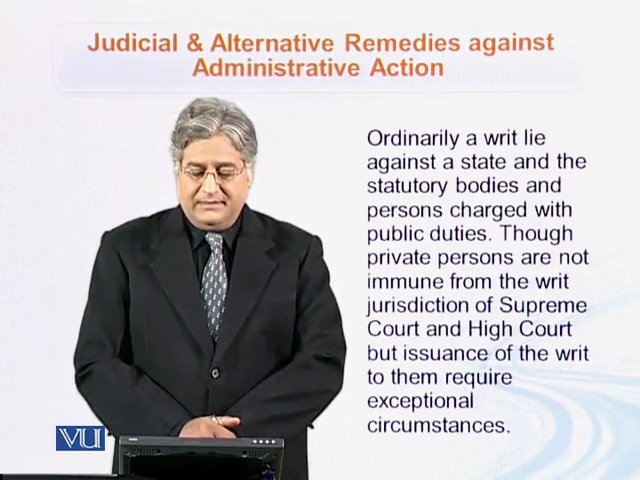 Judicial & Alternative Remedies against
Administrative Action
Ordinarily a writ lie
against a state and the
statutory bodies and
persons charged with
public duties. Though
private persons are not
immune from the writ
jurisdiction of Supreme
Court and High Court
but issuance of the writ
to them require
exceptional
circumstances.
VU